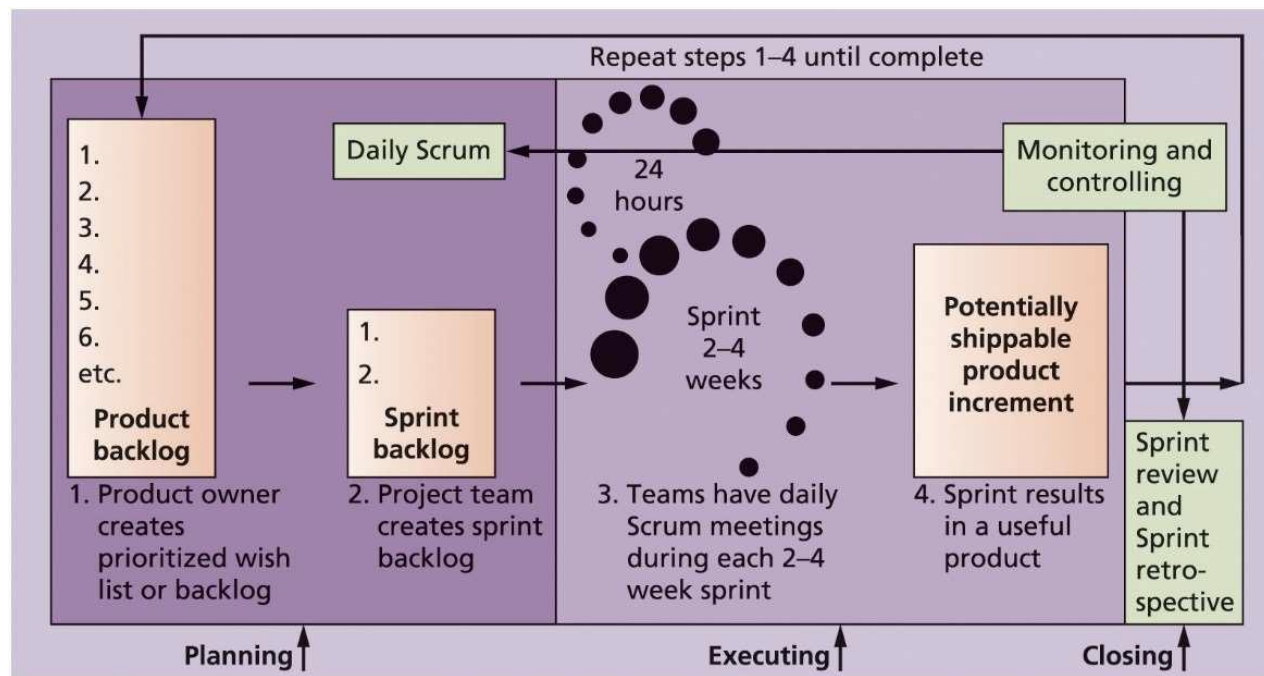 Repeat steps 1–4 until complete
1.
2.
3.
4.
5.
6.
etc.
Product
backlog
1. Product owner
creates
prioritized wish
list or backlog
Daily Scrum
1.
2.
Sprint
backlog
2. Project team
creates sprint
backlog
24
hours
Sprint
2–4
weeks
3. Teams have daily
Scrum meetings
during each 2–4
week sprint
Monitoring and
controlling
Potentially
shippable
product
increment
4. Sprint results
in a useful
product
Sprint
review
and
Sprint
retro-
spective
Planning
Executing
Closing